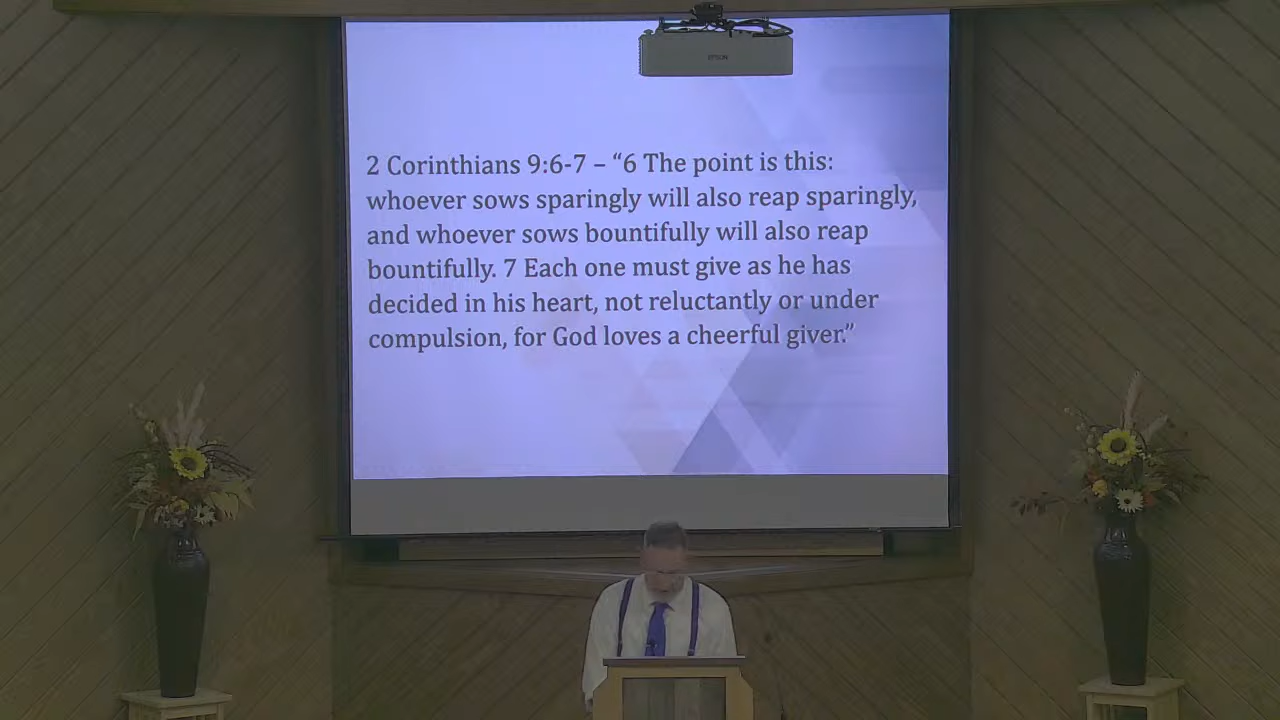 EPSON
2 Corinthians 9:6-7 – “6 The point is this:
whoever sows sparingly will also reap sparingly,
and whoever sows bountifully will also reap
bountifully. 7 Each one must give as he has
decided in his heart, not reluctantly or under
compulsion, for God loves a cheerful giver.”